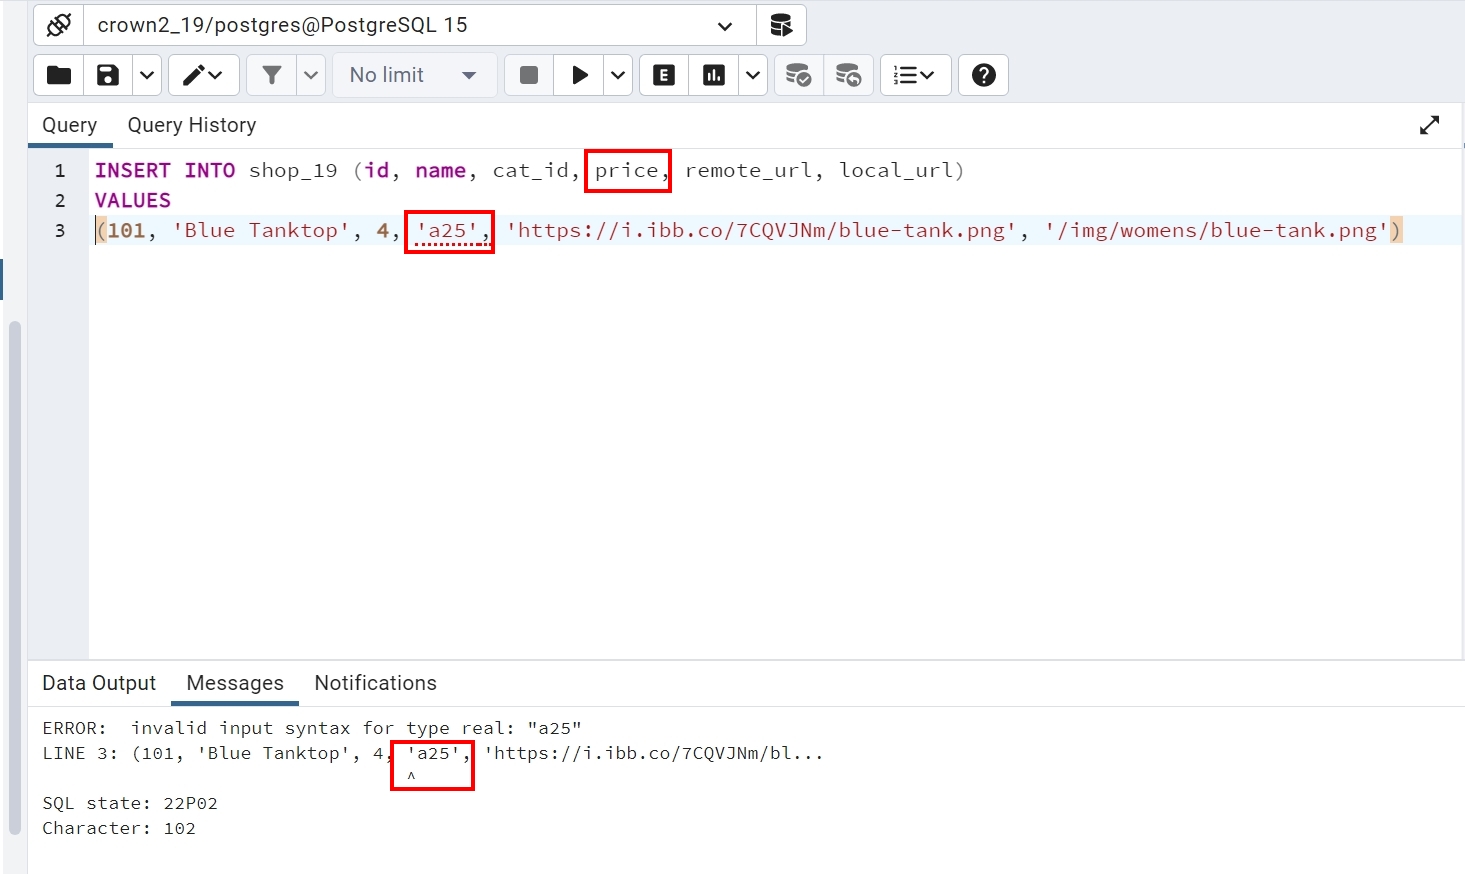 crown2_19/postgres@PostgreSQL 15
No limit
E
Query Query History
1 INSERT INTO shop_19 (id, name, cat_id, price, remote_url, local_url)
2 VALUES
3 (101, 'Blue Tanktop', 4, 'a25', 'https://i.ibb.co/7CQVJNm/blue-tank.png', '/img/womens/blue-tank.png')
Data Output Messages Notifications
ERROR:  invalid input syntax for type real: "a25"
LINE 3: (101, 'Blue Tanktop', 4, 'a25', 'https://i.ibb.co/7CQVJNm/bl...
^
SQL state: 22P02
Character: 102